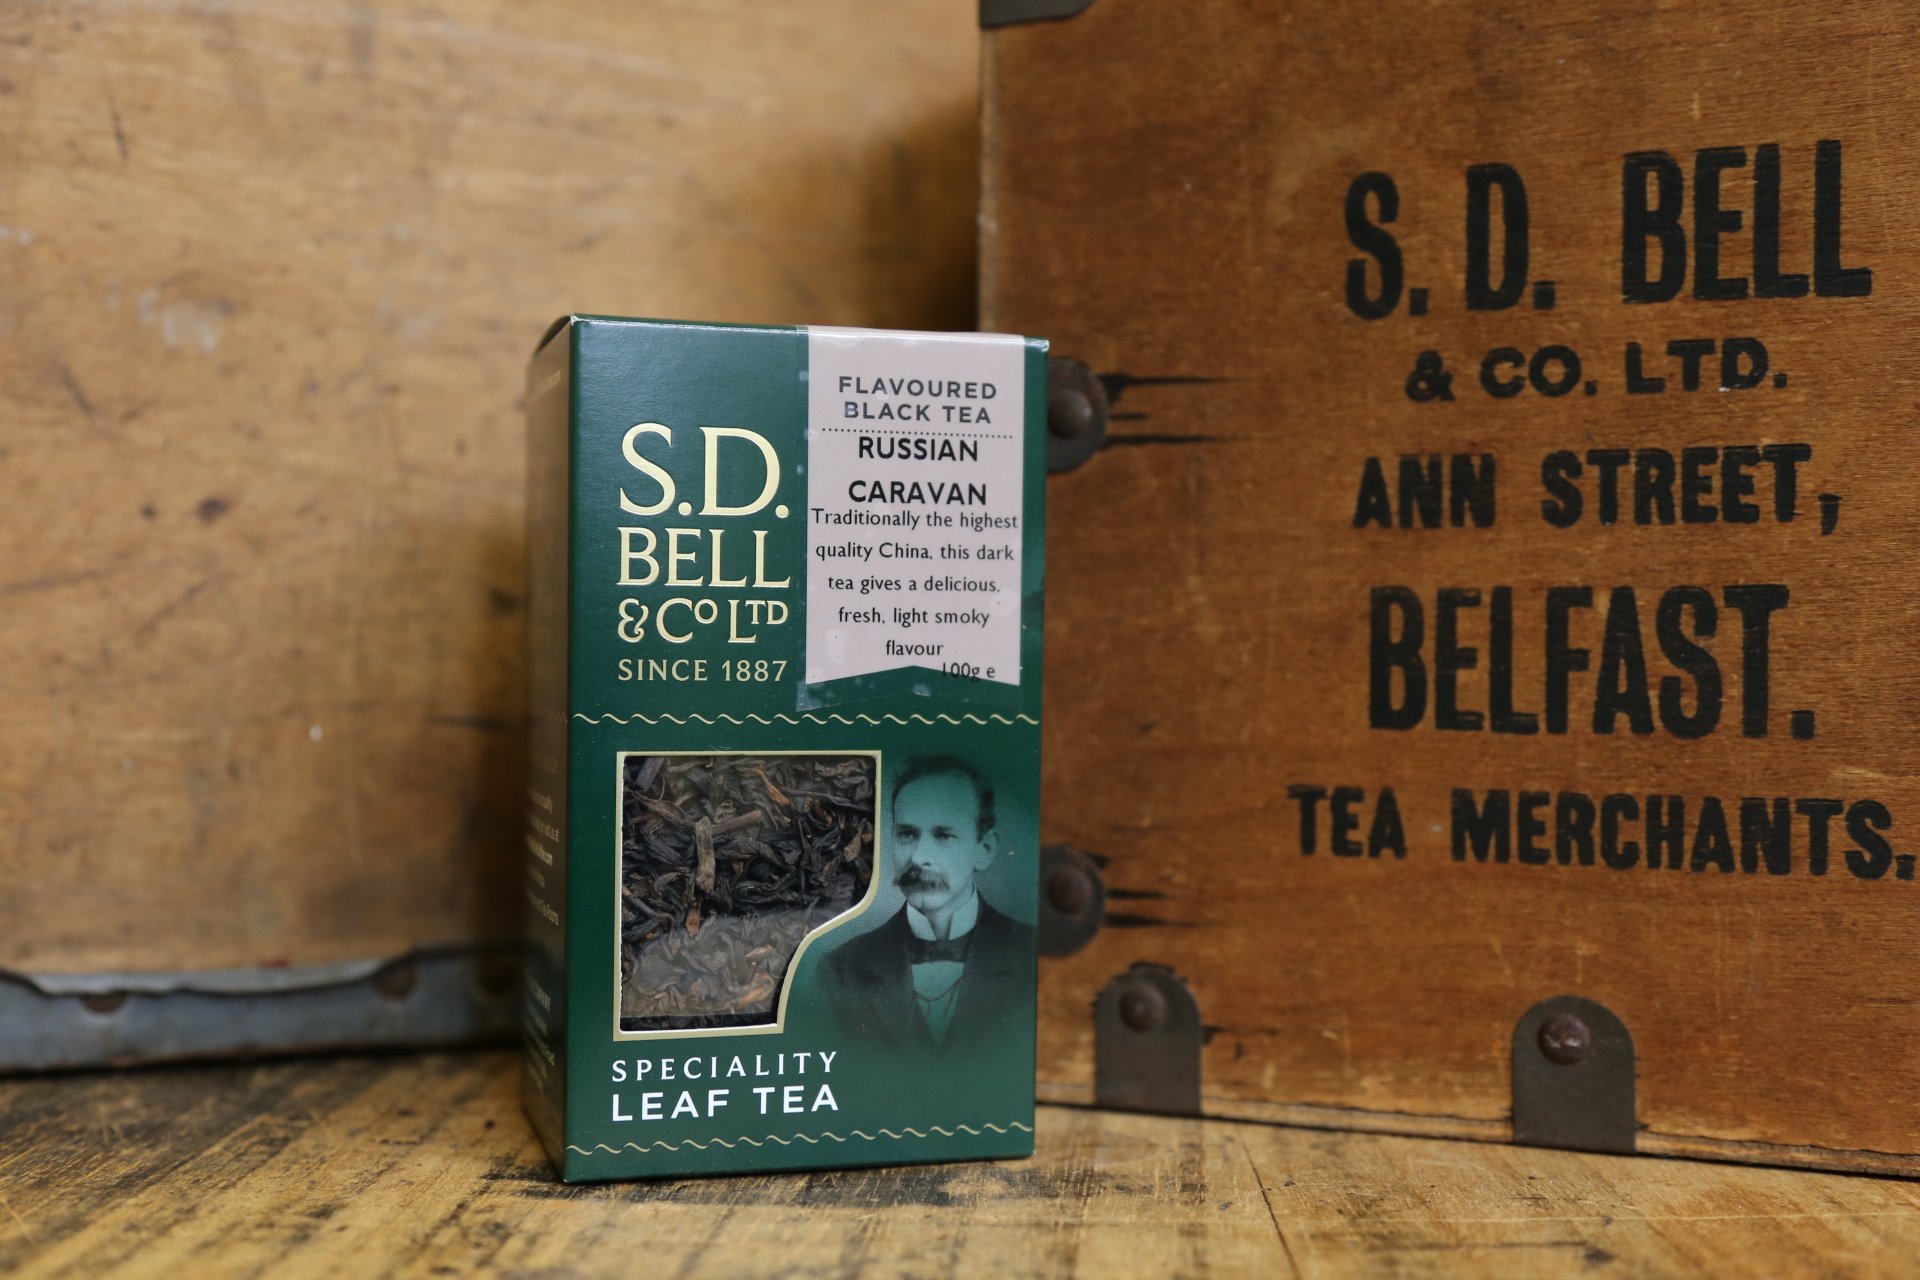 S.D.
BELL
& Co LTD
SINCE 1887
FLAVOURED
BLACK TEA
RUSSIAN
CARAVAN
Traditionally the highest
quality China, this dark
tea gives a delicious,
fresh, light smoky
flavour
100g e
SPECIALITY
LEAF TEA
S. D. BELL
& CO. LTD.
ANN STREET,
BELFAST.
TEA MERCHANTS.